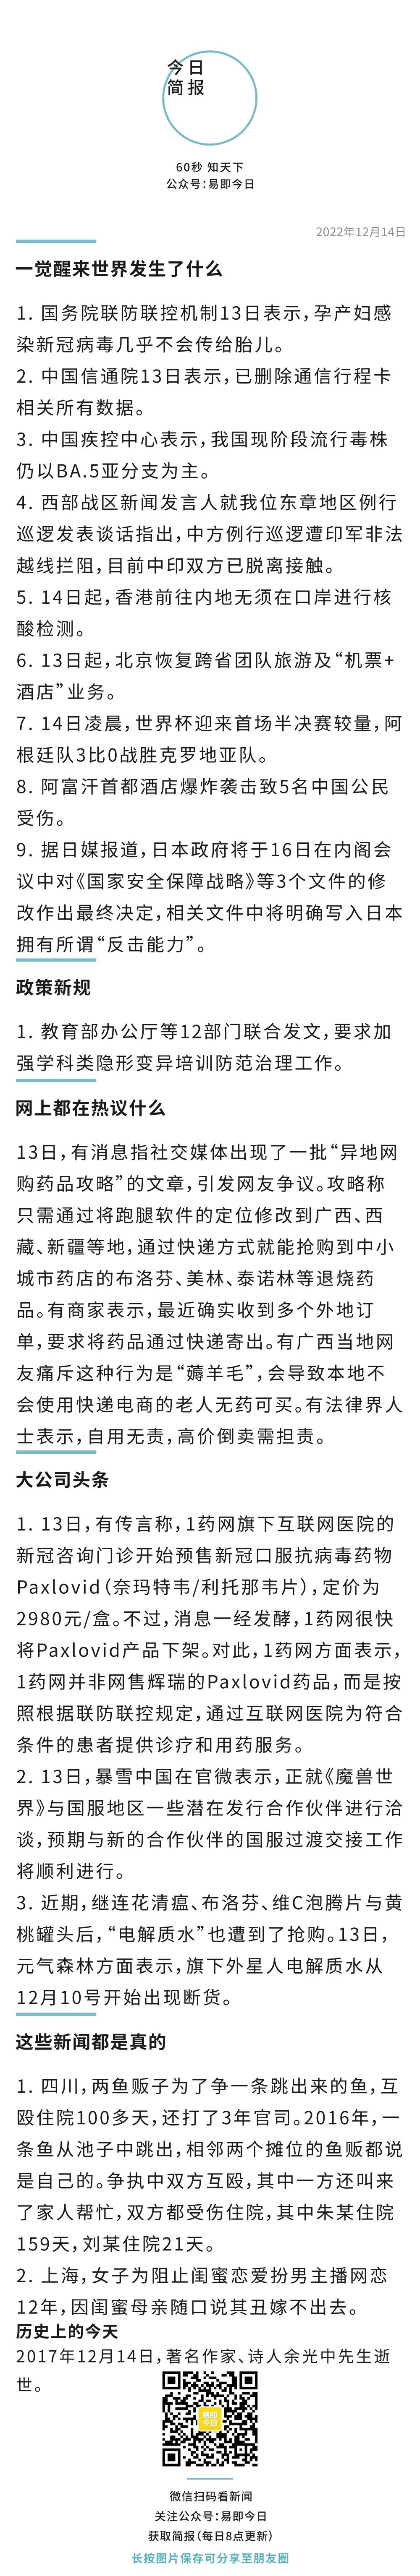 今日
简报
60秒 知天下
公众号：易即今日
2022年12月14日
一觉醒来世界发生了什么
1. 国务院联防联控机制13日表示，孕产妇感
染新冠病毒几乎不会传给胎儿。
2. 中国信通院13日表示，已删除通信行程卡
相关所有数据。
3. 中国疾控中心表示，我国现阶段流行毒株
仍以BA.5亚分支为主。
4. 西部战区新闻发言人就我位东章地区例行
巡逻发表谈话指出，中方例行巡逻遭印军非法
越线拦阻，目前中印双方已脱离接触。
5. 14日起，香港前往内地无须在口岸进行核
酸检测。
6. 13日起，北京恢复跨省团队旅游及“机票+
酒店”业务。
7. 14日凌晨，世界杯迎来首场半决赛较量，阿
根廷队3比0战胜克罗地亚队。
8. 阿富汗首都酒店爆炸袭击致5名中国公民
受伤。
9. 据日媒报道，日本政府将于16日在内阁会
议中对《国家安全保障战略》等3个文件的修
改作出最终决定，相关文件中将明确写入日本
拥有所谓“反击能力”。
政策新规
1. 教育部办公厅等12部门联合发文，要求加
强学科类隐形变异培训防范治理工作。
网上都在热议什么
13日，有消息指社交媒体出现了一批“异地网
购药品攻略”的文章，引发网友争议。攻略称
只需通过将跑腿软件的定位修改到广西、西
藏、新疆等地，通过快递方式就能抢购到中小
城市药店的布洛芬、美林、泰诺林等退烧药
品。有商家表示，最近确实收到多个外地订
单，要求将药品通过快递寄出。有广西当地网
友痛斥这种行为是“薅羊毛”，会导致本地不
会使用快递电商的老人无药可买。有法律界人
士表示，自用无责，高价倒卖需担责。
大公司头条
1. 13日，有传言称，1药网旗下互联网医院的
新冠咨询门诊开始预售新冠口服抗病毒药物
Paxlovid（奈玛特韦/利托那韦片），定价为
2980元/盒。不过，消息一经发酵，1药网很快
将Paxlovid产品下架。对此，1药网方面表示，
1药网并非网售辉瑞的Paxlovid药品，而是按
照根据联防联控规定，通过互联网医院为符合
条件的患者提供诊疗和用药服务。
2. 13日，暴雪中国在官微表示，正就《魔兽世
界》与国服地区一些潜在发行合作伙伴进行洽
谈，预期与新的合作伙伴的国服过渡交接工作
将顺利进行。
3. 近期，继连花清瘟、布洛芬、维C泡腾片与黄
桃罐头后，“电解质水”也遭到了抢购。13日，
元气森林方面表示，旗下外星人电解质水从
12月10号开始出现断货。
这些新闻都是真的
1. 四川，两鱼贩子为了争一条跳出来的鱼，互
殴住院100多天，还打了3年官司。2016年，一
条鱼从池子中跳出，相邻两个摊位的鱼贩都说
是自己的。争执中双方互殴，其中一方还叫来
了家人帮忙，双方都受伤住院，其中朱某住院
159天，刘某住院21天。
2. 上海，女子为阻止闺蜜恋爱扮男主播网恋
12年，因闺蜜母亲随口说其丑嫁不出去。
历史上的今天
2017年12月14日，著名作家、诗人余光中先生逝
世。
易即
今日
微信扫码看新闻
关注公众号：易即今日
获取简报（每日8点更新）
长按图片保存可分享至朋友圈